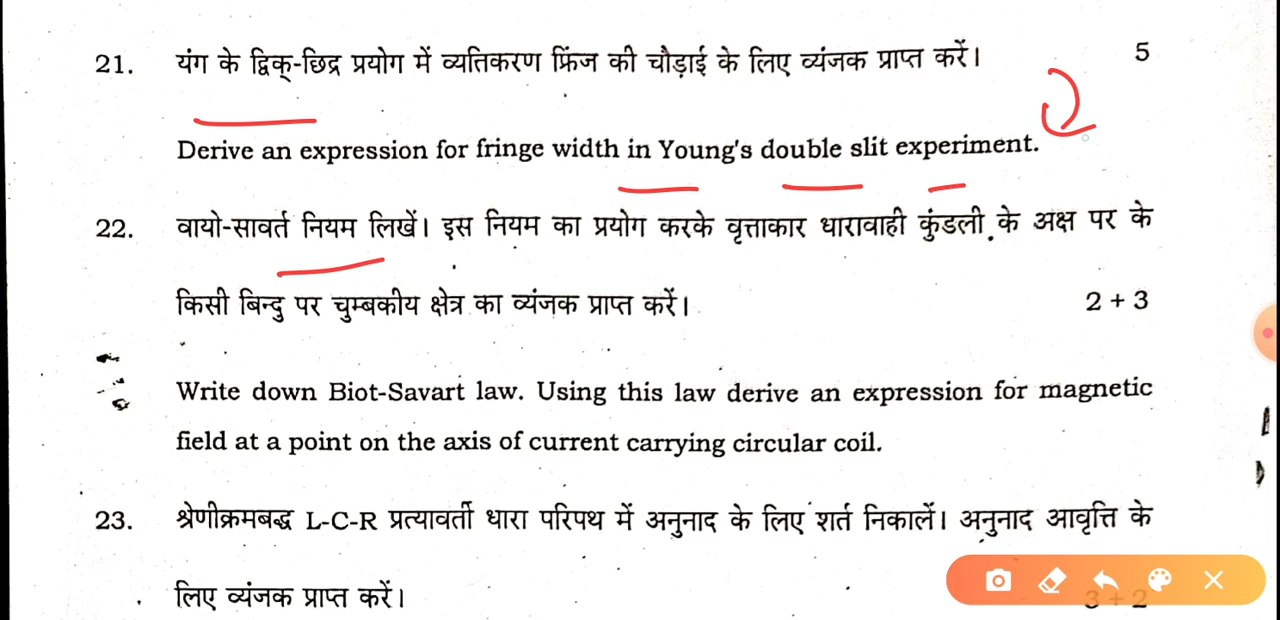 21. यंग के द्विक्-छिद्र प्रयोग में व्यतिकरण फ्रिंज की चौड़ाई के लिए व्यंजक प्राप्त करें। 5
Derive an expression for fringe width in Young's double slit experiment.
22. वायो-सावर्त नियम लिखें। इस नियम का प्रयोग करके वृत्ताकार धारावाही कुंडली के अक्ष पर के
किसी बिन्दु पर चुम्बकीय क्षेत्र का व्यंजक प्राप्त करें। 2 + 3
Write down Biot-Savart law. Using this law derive an expression for magnetic
field at a point on the axis of current carrying circular coil.
23. श्रेणीक्रमबद्ध L-C-R प्रत्यावर्ती धारा परिपथ में अनुनाद के लिए शर्त निकालें। अनुनाद आवृत्ति के
लिए व्यंजक प्राप्त करें। 3 + 2